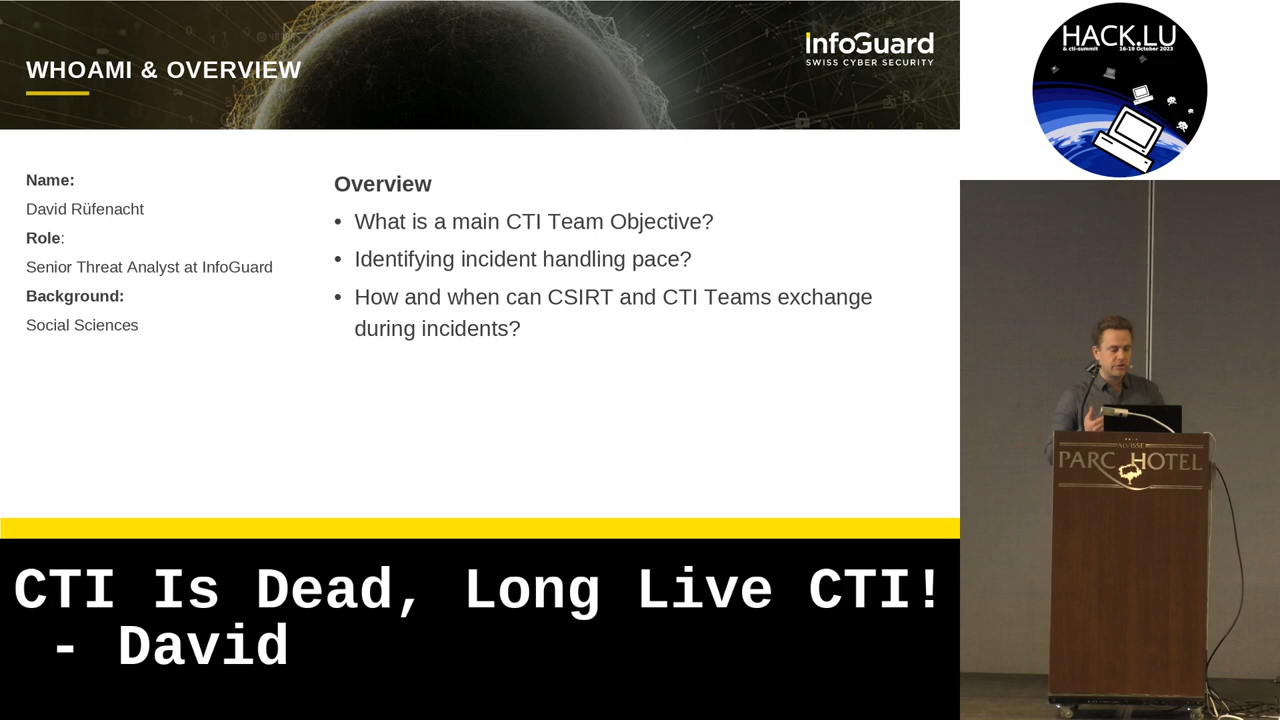 WHOAMI & OVERVIEW
InfoGuard
SWISS CYBER SECURITY
HACK.LU
& cti-summit 16-19 October 2023
Name:
David Rüfenacht
Role:
Senior Threat Analyst at InfoGuard
Background:
Social Sciences
Overview
• What is a main CTI Team Objective?
• Identifying incident handling pace?
• How and when can CSIRT and CTI Teams exchange
during incidents?
ALVISSE
PARC HOTEL
CTI Is Dead, Long Live CTI!
- David